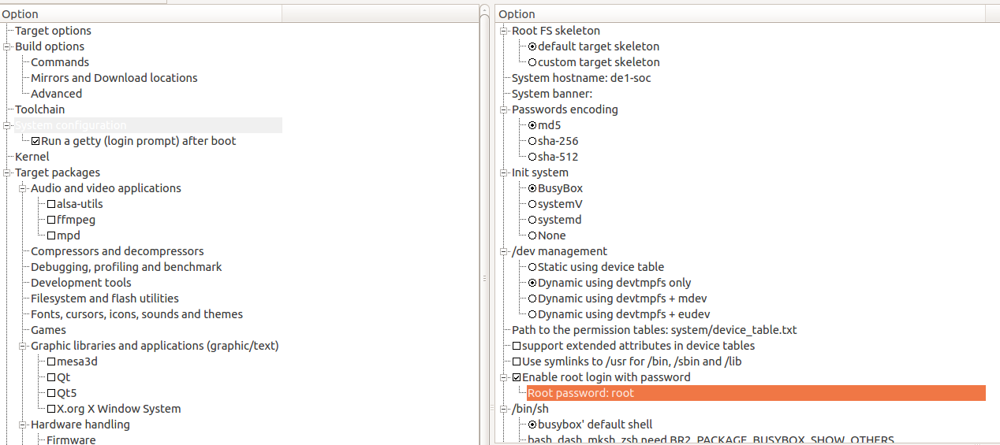 Option
Target options
Build options
Commands
Mirrors and Download locations
Advanced
Toolchain
System configuration
Run a getty (login prompt) after boot
Kernel
Target packages
Audio and video applications
alsa-utils
ffmpeg
mpd
Compressors and decompressors
Debugging, profiling and benchmark
Development tools
Filesystem and flash utilities
Fonts, cursors, icons, sounds and themes
Games
Graphic libraries and applications (graphic/text)
mesa3d
Qt
Qt5
X.org X Window System
Hardware handling
Firmware
Option
Root FS skeleton
default target skeleton
custom target skeleton
System hostname: de1-soc
System banner:
Passwords encoding
md5
sha-256
sha-512
Init system
BusyBox
systemV
systemd
None
/dev management
Static using device table
Dynamic using devtmpfs only
Dynamic using devtmpfs + mdev
Dynamic using devtmpfs + eudev
Path to the permission tables: system/device_table.txt
support extended attributes in device tables
Use symlinks to /usr for /bin, /sbin and /lib
Enable root login with password
Root password: root
/bin/sh
busybox' default shell
bash, dash, mksh, zsh need BR2_PACKAGE_BUSYBOX_SHOW_OTHERS